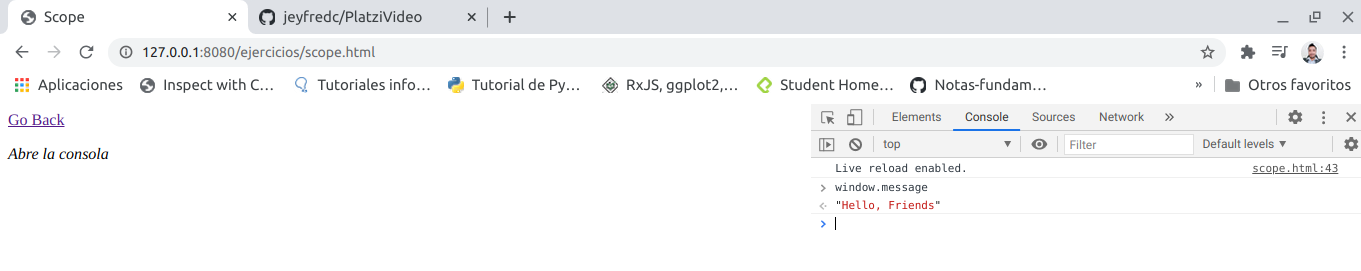 Scope
jeyfredc/PlatziVideo
127.0.0.1:8080/ejercicios/scope.html
Aplicaciones
Inspect with C…
Tutoriales info…
Tutorial de Py…
RxJS, ggplot2,…
Student Home…
Notas-fundam…
»
Otros favoritos
Go Back
Abre la consola
Elements Console Sources Network »
top Filter Default levels
Live reload enabled. scope.html:43
> window.message
"Hello, Friends"
>